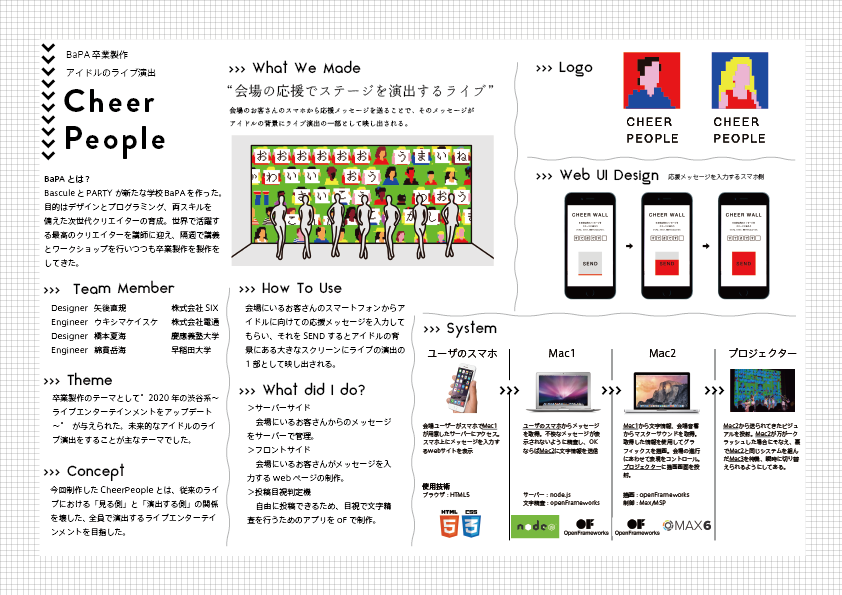 BaPA 卒業製作
アイドルのライブ演出
Cheer
People
BaPA とは？
Bascule と PARTY が新たな学校 BaPA を作った。
目的はデザインとプログラミング、両スキルを
備えた次世代クリエイターの育成。世界で活躍す
る最高のクリエイターを講師に迎え、隔週で講義
とワークショップを行いつつも卒業製作を製作を
してきた。
>>> Team Member
Designer 矢後直規 株式会社 SIX
Engineer ウキシマケイスケ 株式会社電通
Designer 橋本夏海 慶應義塾大学
Engineer 綿貫岳海 早稲田大学
>>> Theme
卒業製作のテーマとして"2020 年の渋谷系～
ライブエンターテインメントをアップデート
～" が与えられた。未来的なアイドルのライ
ブ演出をすることが主なテーマでした。
>>> Concept
今回制作した CheerPeople とは、従来のライ
ブにおける「見る側」と「演出する側」の関係
を壊した、全員で演出するライブエンターテイ
ンメントを目指した。
>>> What We Made
“会場の応援でステージを演出するライブ”
会場のお客さんのスマホから応援メッセージを送ることで、そのメッセージが
アイドルの背景にライブ演出の一部として映し出される。
おおおおおお うまいね
わいい おう
>>> How To Use
会場にいるお客さんのスマートフォンからア
イドルに向けての応援メッセージを入力して
もらい、それを SEND するとアイドルの背
景にある大きなスクリーンにライブの演出の
1 部として映し出される。
>>> What did I do?
＞サーバーサイド
会場にいるお客さんからのメッセージ
をサーバーで管理。
＞フロントサイド
会場にいるお客さんがメッセージを入
力する web ページの制作。
＞投稿目視判定機
自由に投稿できるため、目視で文字精
査を行うためのアプリを oF で制作。
>>> Logo
CHEER
PEOPLE
CHEER
PEOPLE
>>> Web UI Design 応援メッセージを入力するスマホ側
CHEER WALL
SEND
CHEER WALL
SEND
CHEER WALL
SEND
>>> System
ユーザのスマホ
会場ユーザーがスマホでMac1
が用意したサーバーにアクセス。
スマホ上にメッセージを入力す
るwebサイトを表示
使用技術
ブラウザ：HTML5
HTML
5
CSS
3
>>>
Mac1
ユーザのスマホからメッセージ
を取得。不快なメッセージが表
示されないように検査し、OK
ならばMac2に文字情報を送信
サーバー：node.js
文字精査：openFrameworks
node
OF
OpenFrameworks
>>>
Mac2
Mac1から文字情報、会場音響
からマスターサウンドを取得。
取得した情報を使用してグラ
フィックスを描画。会場の進行
にあわせて表現をコントロール。
プロジェクターに描画画面を投
射。
描画：openFrameworks
制御：Max/MSP
OF
OpenFrameworks
MAX6
>>>
プロジェクター
Mac2から送られてきたビジュ
アルを投射。Mac2が万が一ク
ラッシュした場合にそなえ、裏
でMac2と同じシステムを組ん
だMac3を待機、瞬時に切り替
えられるようにしてある。